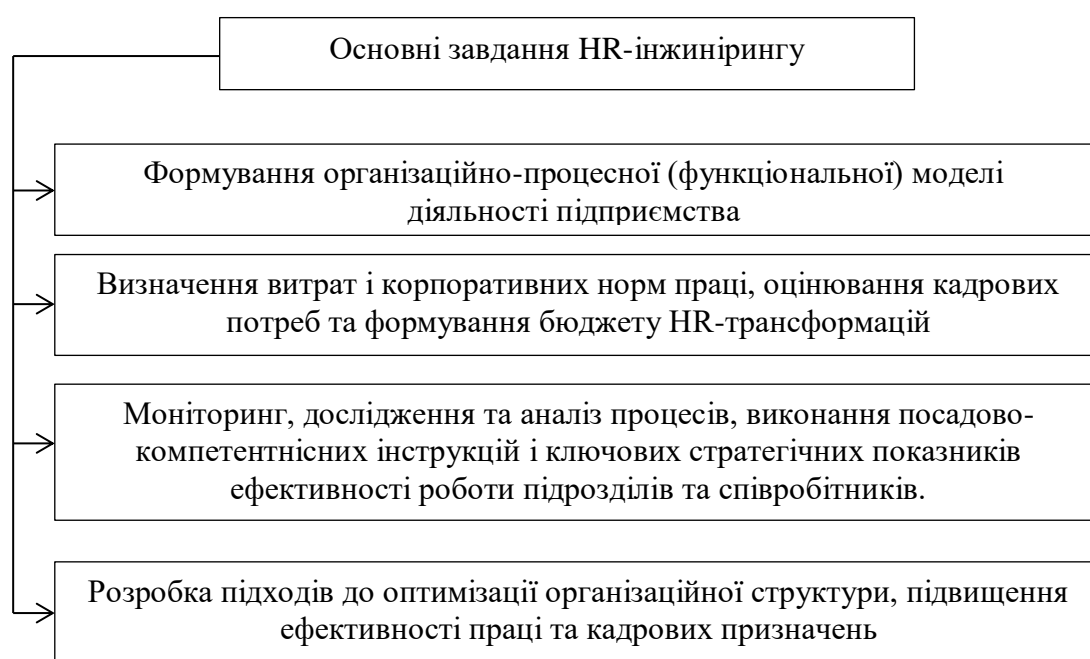 Основні завдання HR-інжинірингу
Формування організаційно-процесної (функціональної) моделі
діяльності підприємства
Визначення витрат і корпоративних норм праці, оцінювання кадрових
потреб та формування бюджету HR-трансформацій
Моніторинг, дослідження та аналіз процесів, виконання посадово-
компетентнісних інструкцій і ключових стратегічних показників
ефективності роботи підрозділів та співробітників.
Розробка підходів до оптимізації організаційної структури, підвищення
ефективності праці та кадрових призначень